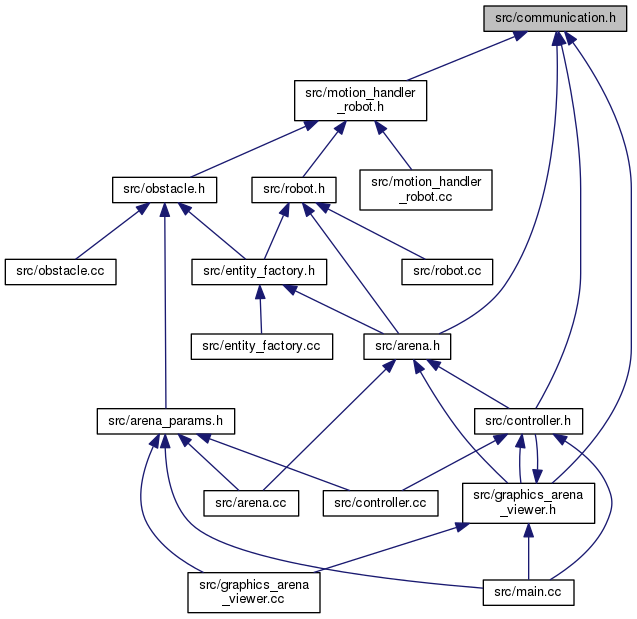 src/communication.h
src/motion_handler
_robot.h
src/obstacle.h
src/robot.h
src/motion_handler
_robot.cc
src/obstacle.cc
src/entity_factory.h
src/robot.cc
src/entity_factory.cc
src/arena.h
src/arena_params.h
src/controller.h
src/arena.cc
src/controller.cc
src/graphics_arena
_viewer.h
src/graphics_arena
_viewer.cc
src/main.cc